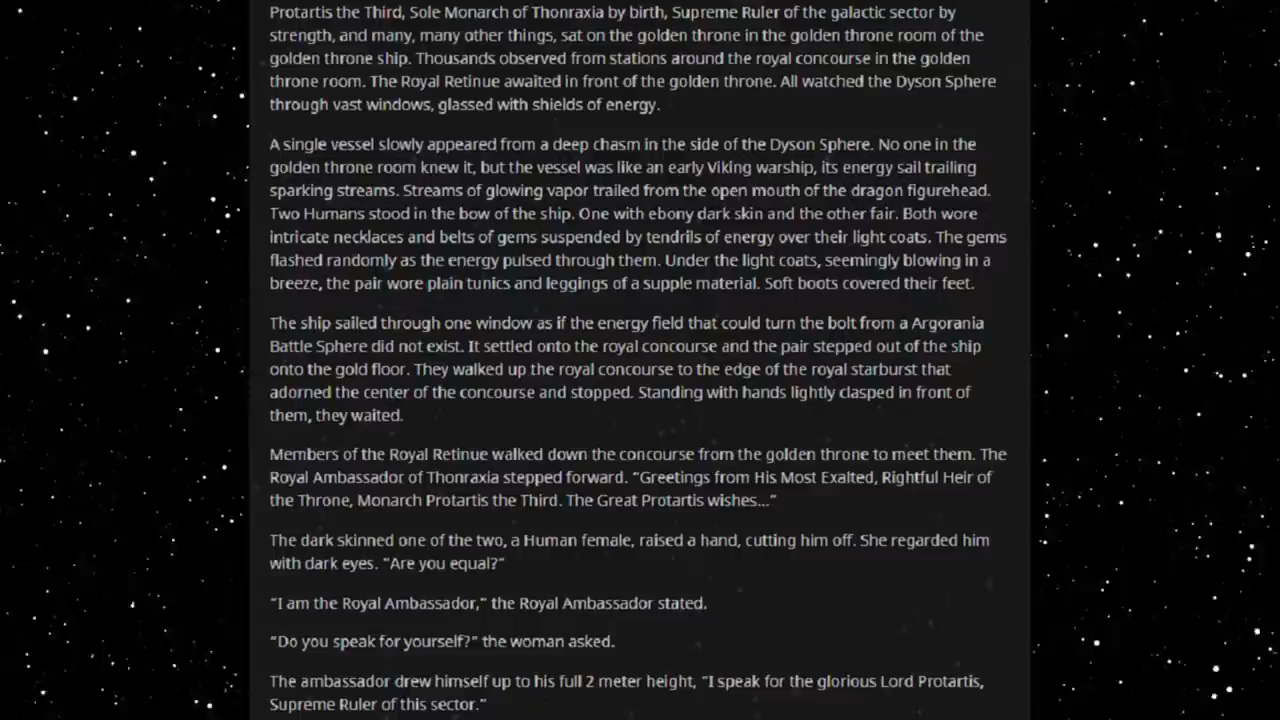 Protartis the Third, Sole Monarch of Thonraxia by birth, Supreme Ruler of the galactic sector by
strength, and many, many other things, sat on the golden throne in the golden throne room of the
golden throne ship. Thousands observed from stations around the royal concourse in the golden
throne room. The Royal Retinue awaited in front of the golden throne. All watched the Dyson Sphere
through vast windows, glassed with shields of energy.
A single vessel slowly appeared from a deep chasm in the side of the Dyson Sphere. No one in the
golden throne room knew it, but the vessel was like an early Viking warship, its energy sail trailing
sparking streams. Streams of glowing vapor trailed from the open mouth of the dragon figurehead.
Two Humans stood in the bow of the ship. One with ebony dark skin and the other fair. Both wore
intricate necklaces and belts of gems suspended by tendrils of energy over their light coats. The gems
flashed randomly as the energy pulsed through them. Under the light coats, seemingly blowing in a
breeze, the pair wore plain tunics and leggings of a supple material. Soft boots covered their feet.
The ship sailed through one window as if the energy field that could turn the bolt from a Argorania
Battle Sphere did not exist. It settled onto the royal concourse and the pair stepped out of the ship
onto the gold floor. They walked up the royal concourse to the edge of the royal starburst that
adorned the center of the concourse and stopped. Standing with hands lightly clasped in front of
them, they waited.
Members of the Royal Retinue walked down the concourse from the golden throne to meet them. The
Royal Ambassador of Thonraxia stepped forward. “Greetings from His Most Exalted, Rightful Heir of
the Throne, Monarch Protartis the Third. The Great Protartis wishes…”
The dark skinned one of the two, a Human female, raised a hand, cutting him off. She regarded him
with dark eyes. “Are you equal?”
“I am the Royal Ambassador,” the Royal Ambassador stated.
“Do you speak for yourself?” the woman asked.
The ambassador drew himself up to his full 2 meter height, “I speak for the glorious Lord Protartis,
Supreme Ruler of this sector.”